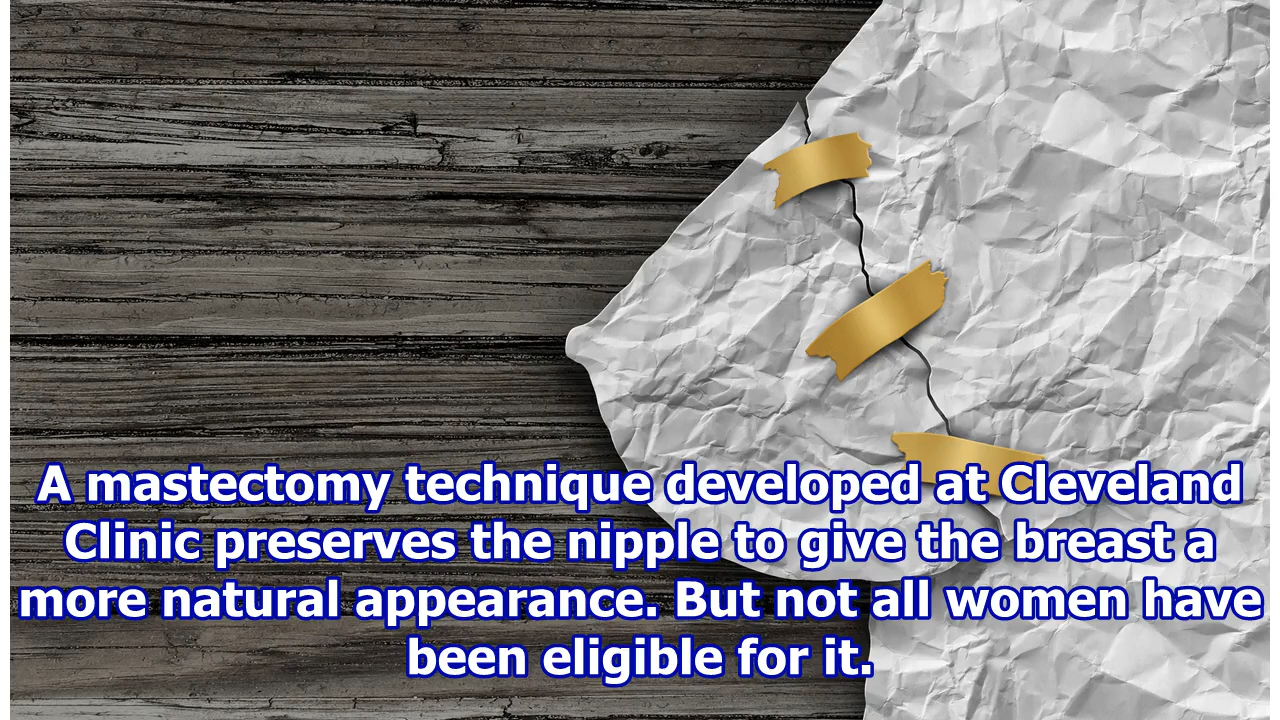 A mastectomy technique developed at Cleveland
Clinic preserves the nipple to give the breast a
more natural appearance. But not all women have
been eligible for it.